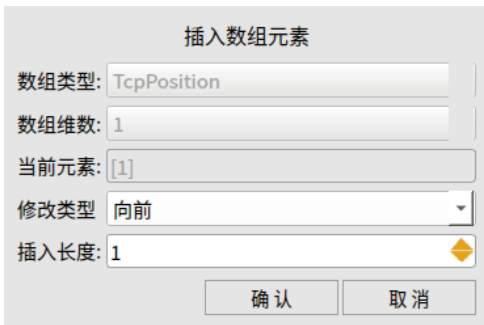 插入数组元素
数组类型: TcpPosition
数组维数: 1
当前元素: [1]
修改类型 向前
插入长度: 1
确认 取消